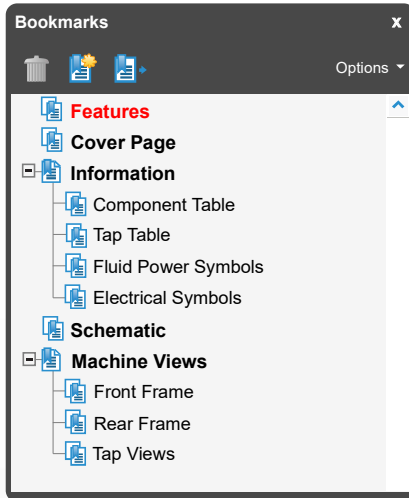 Bookmarks x
Options
Features
Cover Page
Information
Component Table
Tap Table
Fluid Power Symbols
Electrical Symbols
Schematic
Machine Views
Front Frame
Rear Frame
Tap Views